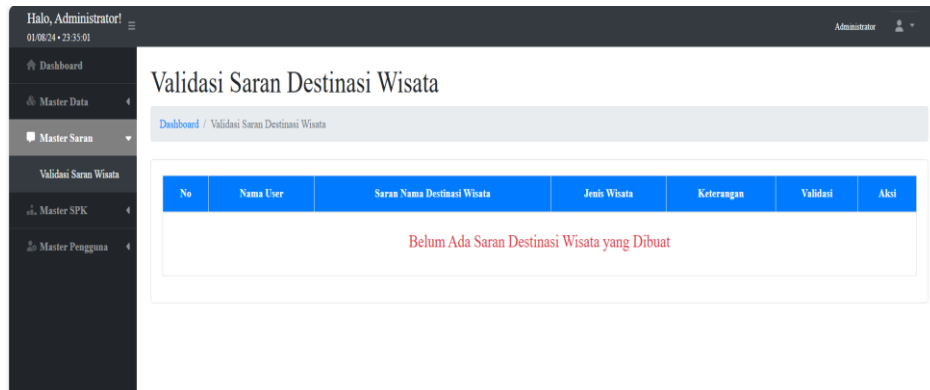 Halo, Administrator!
01/08/24 • 23:35:01
Administrator
Dashboard
Master Data
Master Saran
Validasi Saran Wisata
Master SPK
Master Pengguna
Validasi Saran Destinasi Wisata
Dashboard / Validasi Saran Destinasi Wisata
No Nama User Saran Nama Destinasi Wisata Jenis Wisata Keterangan Validasi Aksi
Belum Ada Saran Destinasi Wisata yang Dibuat